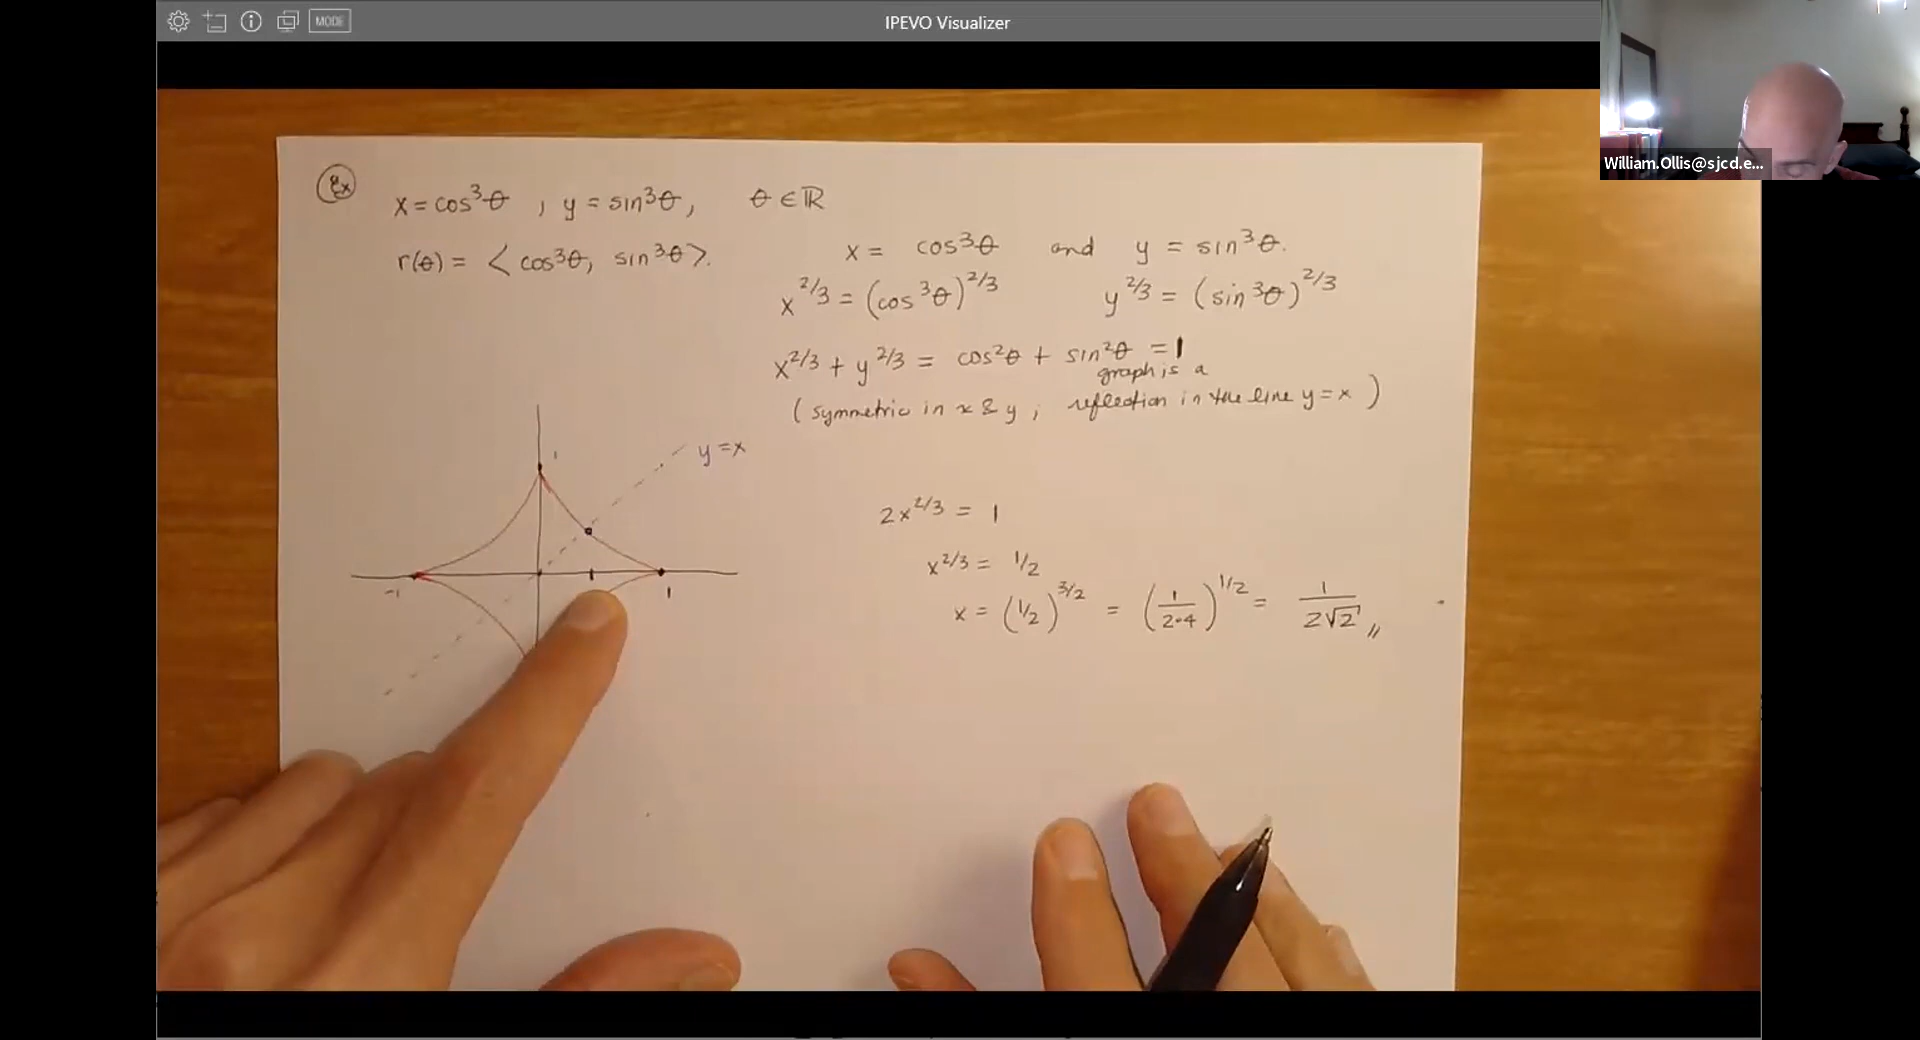 MODE
IPEVO Visualizer
William.Ollis@sjcd.e...
Ex
x = cos³θ , y = sin³θ, θ ∈ ℝ
r(θ) = < cos³θ, sin³θ >.
x = cos³θ and y = sin³θ.
x^2/3 = (cos³θ)^2/3 y^2/3 = (sin³θ)^2/3
x^2/3 + y^2/3 = cos²θ + sin²θ = 1
graph is a
( symmetric in x & y ; reflection in the line y = x )
1
y = x
-1
1
2x^2/3 = 1
x^2/3 = 1/2
x = (1/2)^3/2 = (1/2·4)^1/2 = 1/2√2 //